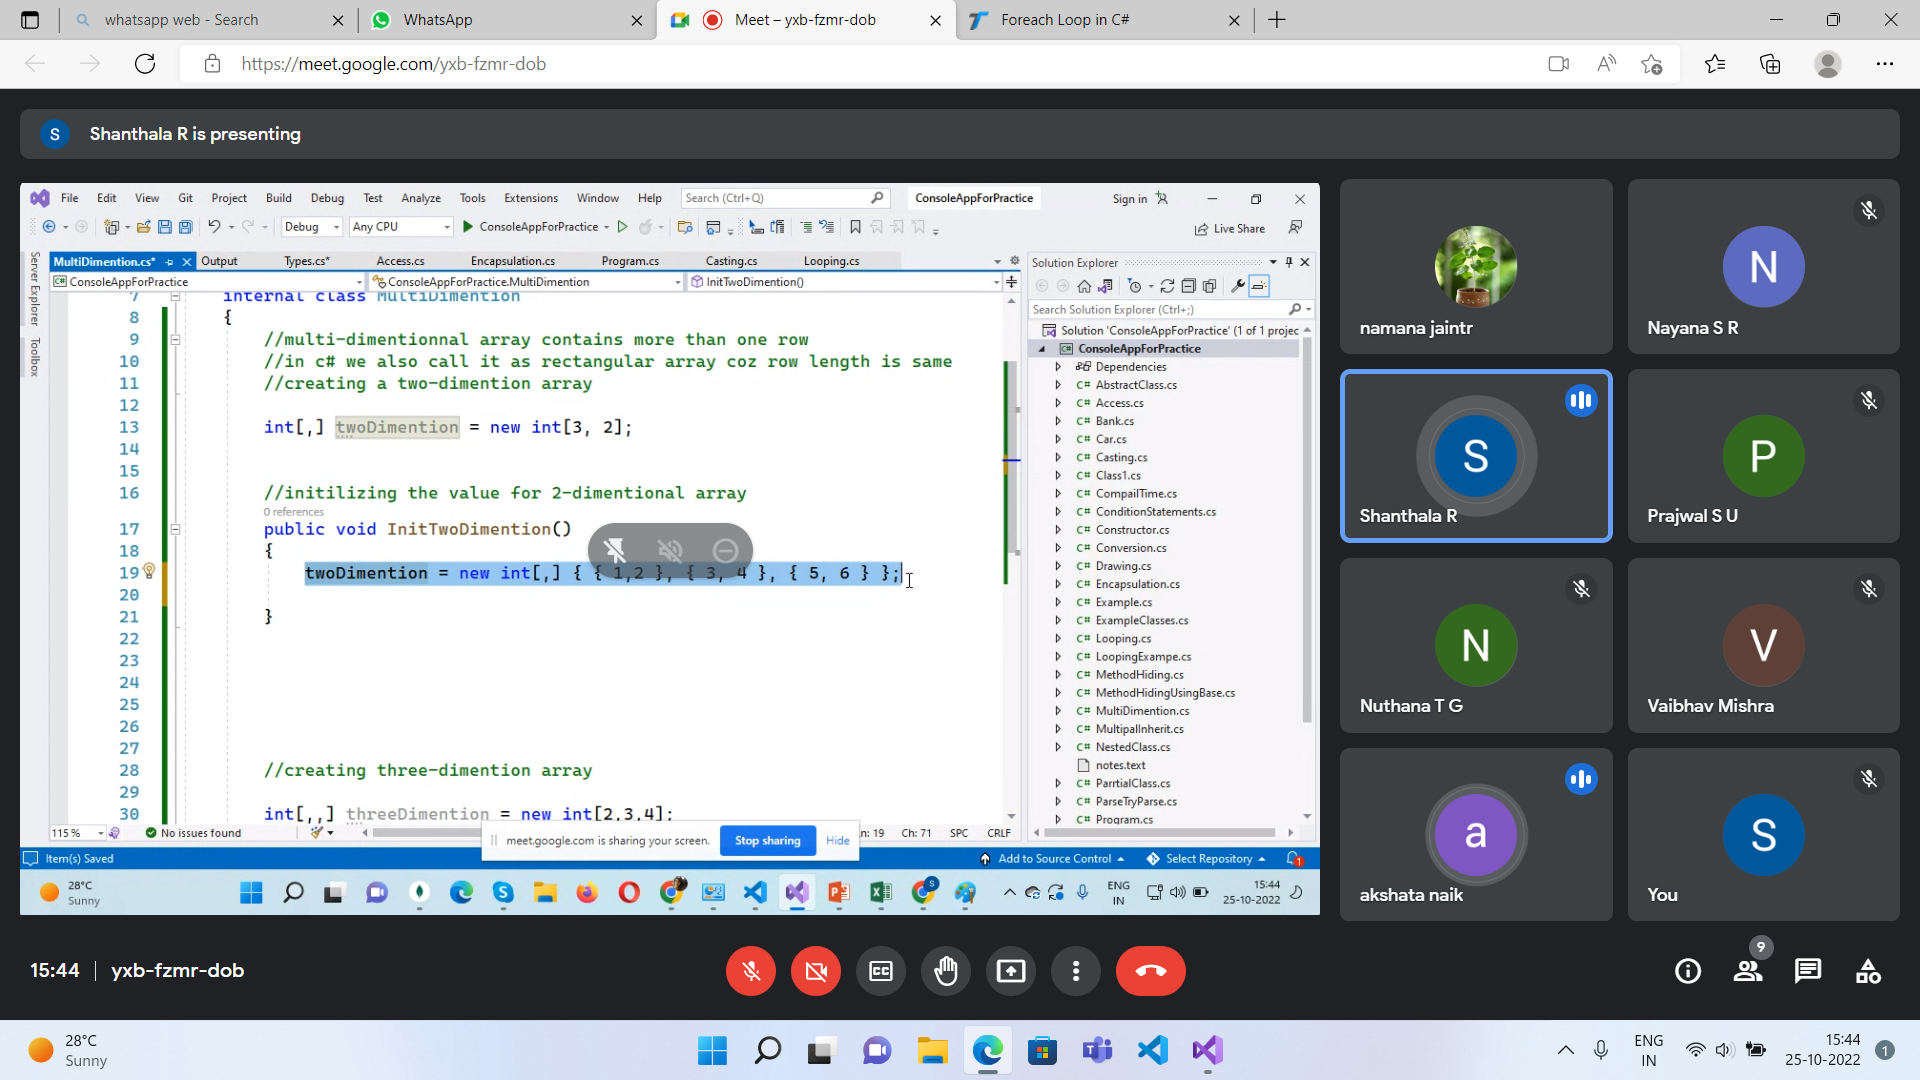 whatsapp web - Search
WhatsApp
Meet – yxb-fzmr-dob
Foreach Loop in C#
https://meet.google.com/yxb-fzmr-dob
S
Shanthala R is presenting
File Edit View Git Project Build Debug Test Analyze Tools Extensions Window Help Search (Ctrl+Q) ConsoleAppForPractice Sign in
Debug Any CPU ConsoleAppForPractice Live Share
Server Explorer
Toolbox
MultiDimention.cs* Output Types.cs* Access.cs Encapsulation.cs Program.cs Casting.cs Looping.cs
ConsoleAppForPractice ConsoleAppForPractice.MultiDimention InitTwoDimention()
7 internal class MultiDimention
8 {
9 //multi-dimentionnal array contains more than one row
10 //in c# we also call it as rectangular array coz row length is same
11 //creating a two-dimention array
12
13 int[,] twoDimention = new int[3, 2];
14
15
16 //initilizing the value for 2-dimentional array
0 references
17 public void InitTwoDimention()
18 {
19 twoDimention = new int[,] { { 1,2 }, { 3, 4 }, { 5, 6 } };
20
21 }
22
23
24
25
26
27
28 //creating three-dimention array
29
30 int[,,] threeDimention = new int[2,3,4];
115 % No issues found Ln: 19 Ch: 71 SPC CRLF
meet.google.com is sharing your screen. Stop sharing Hide
Item(s) Saved Add to Source Control Select Repository 1
Solution Explorer
Search Solution Explorer (Ctrl+;)
Solution 'ConsoleAppForPractice' (1 of 1 projec
ConsoleAppForPractice
Dependencies
C# AbstractClass.cs
C# Access.cs
C# Bank.cs
C# Car.cs
C# Casting.cs
C# Class1.cs
C# CompailTime.cs
C# ConditionStatements.cs
C# Constructor.cs
C# Conversion.cs
C# Drawing.cs
C# Encapsulation.cs
C# Example.cs
C# ExampleClasses.cs
C# Looping.cs
C# LoopingExampe.cs
C# MethodHiding.cs
C# MethodHidingUsingBase.cs
C# MultiDimention.cs
C# MultipalInherit.cs
C# NestedClass.cs
notes.text
C# ParrtialClass.cs
C# ParseTryParse.cs
C# Program.cs
28°C
Sunny
ENG
IN
15:44
25-10-2022
namana jaintr
N
Nayana S R
S
Shanthala R
P
Prajwal S U
N
Nuthana T G
V
Vaibhav Mishra
a
akshata naik
S
You
15:44 | yxb-fzmr-dob
CC
9
28°C
Sunny
ENG
IN
15:44
25-10-2022
1